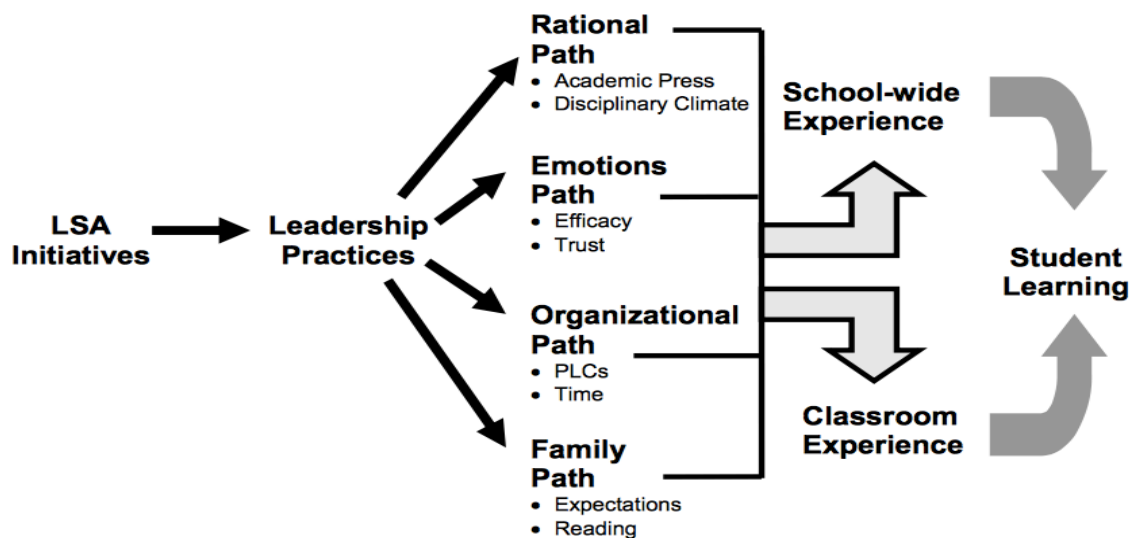 LSA
Initiatives
Leadership
Practices
Rational
Path
• Academic Press
• Disciplinary Climate
Emotions
Path
• Efficacy
• Trust
Organizational
Path
• PLCs
• Time
Family
Path
• Expectations
• Reading
School-wide
Experience
Classroom
Experience
Student
Learning